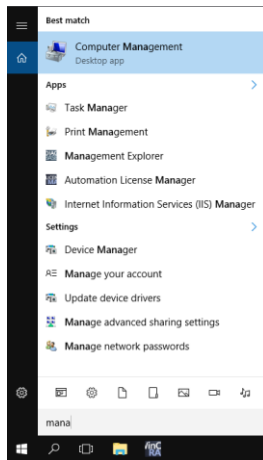 Best match
Computer Management
Desktop app
Apps
Task Manager
Print Management
Management Explorer
Automation License Manager
Internet Information Services (IIS) Manager
Settings
Device Manager
Manage your account
Update device drivers
Manage advanced sharing settings
Manage network passwords
mana